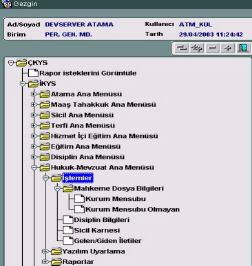 Gezgin
Ad/Soyad DEVSERVER ATAMA Kullanıcı ATM_KUL
Birim PER. GEN. MD. Tarih 29.04/2003 11:24:42
ÇKYS
Rapor isteklerini Görüntüle
İKYS
Atama Ana Menüsü
Maaş Tahakkuk Ana Menüsü
Sicil Ana Menüsü
Terfi Ana Menüsü
Hizmet İçi Eğitim Ana Menüsü
Eğitim Ana Menüsü
Disiplin Ana Menüsü
Hukuk-Mevzuat Ana Menüsü
İşlemler
Mahkeme Dosya Bilgileri
Kurum Mensubu
Kurum Mensubu Olmayan
Disiplin Bilgileri
Sicil Karnesi
Gelen/Giden İletiler
Yazılım Uyarlama
Raporlar